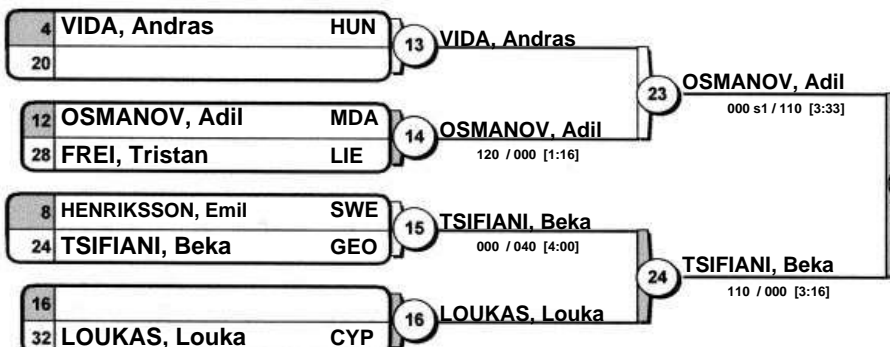 4 VIDA, Andras HUN
20
13 VIDA, Andras
12 OSMANOV, Adil MDA
28 FREI, Tristan LIE
14 OSMANOV, Adil
120 / 000 [1:16]
23 OSMANOV, Adil
000 s1 / 110 [3:33]
8 HENRIKSSON, Emil SWE
24 TSIFIANI, Beka GEO
15 TSIFIANI, Beka
000 / 040 [4:00]
16
32 LOUKAS, Louka CYP
16 LOUKAS, Louka
24 TSIFIANI, Beka
110 / 000 [3:16]